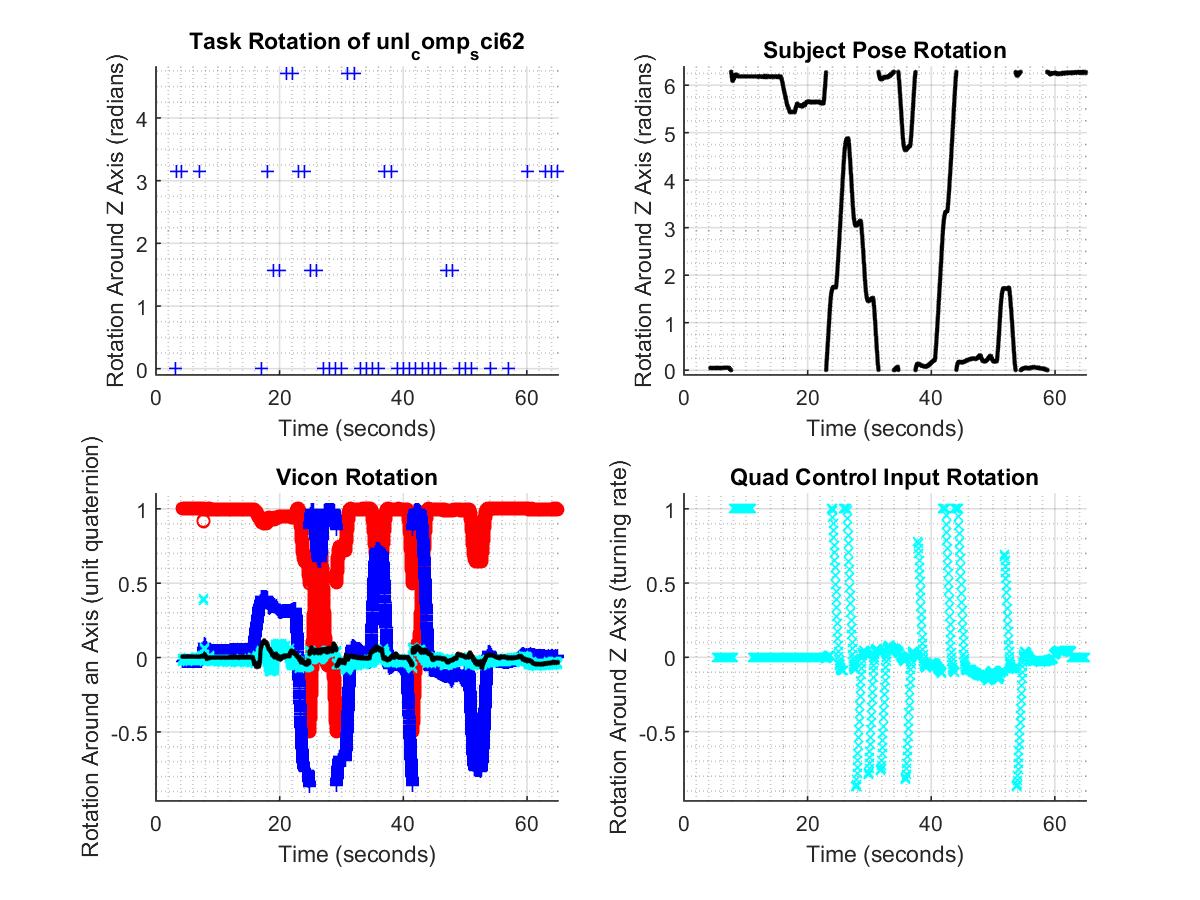 Task Rotation of unl_comp_sci62
Rotation Around Z Axis (radians)
4
3
2
1
0
0 20 40 60
Time (seconds)
Subject Pose Rotation
Rotation Around Z Axis (radians)
6
5
4
3
2
1
0
0 20 40 60
Time (seconds)
Vicon Rotation
Rotation Around an Axis (unit quaternion)
1
0.5
0
-0.5
0 20 40 60
Time (seconds)
Quad Control Input Rotation
Rotation Around Z Axis (turning rate)
1
0.5
0
-0.5
0 20 40 60
Time (seconds)